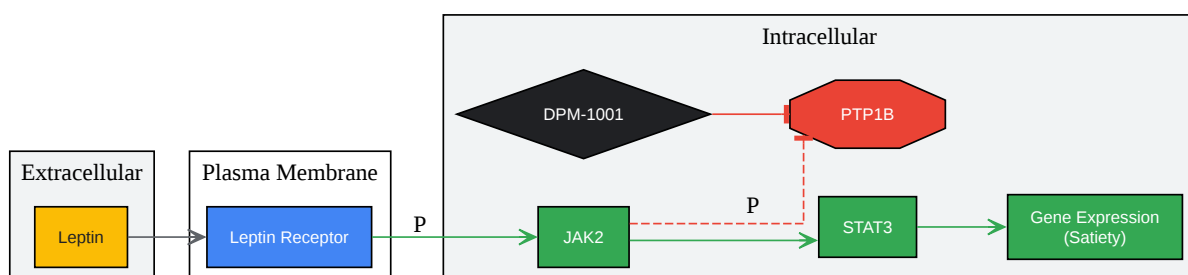 Intracellular
DPM-1001
PTP1B
Extracellular
Plasma Membrane
Leptin
Leptin Receptor
P
JAK2
P
STAT3
Gene Expression
(Satiety)